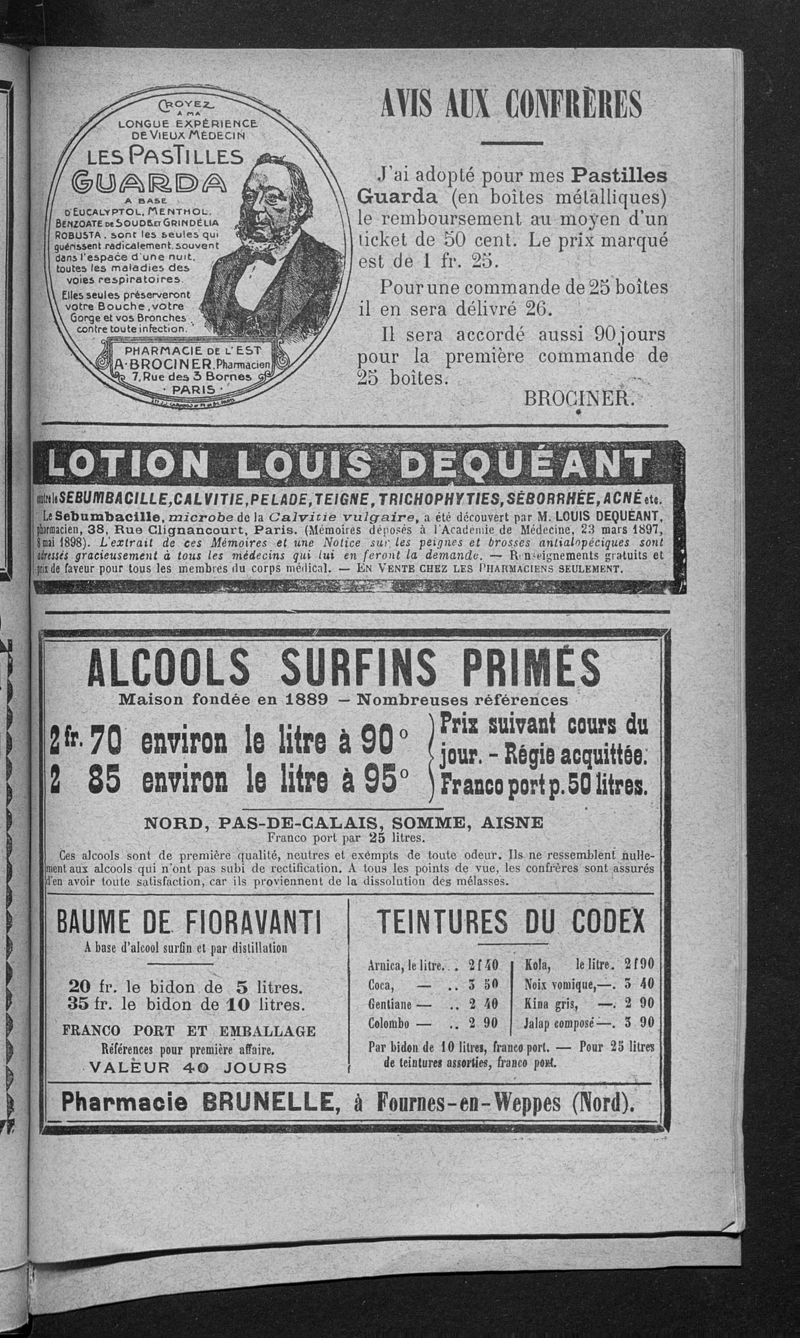 CROYEZ
A MA
LONGUE EXPÉRIENCE
DE VIEUX MÉDECIN
LES PASTILLES
GUARDA
A BASE
D'EUCALYPTOL, MENTHOL,
BENZOATE DE SOUDE ET GRINDÉLIA
ROBUSTA, sont les seules qui
guérissent radicalement, souvent
dans l'espace d'une nuit,
toutes les maladies des
voies respiratoires.
Elles seules préserveront
votre Bouche, votre
Gorge et vos Bronches
contre toute infection.
PHARMACIE DE L'EST
A. BROCINER, Pharmacien
7, Rue des 3 Bornes
PARIS
AVIS AUX CONFRÈRES
J'ai adopté pour mes Pastilles
Guarda (en boîtes métalliques)
le remboursement au moyen d'un
ticket de 50 cent. Le prix marqué
est de 1 fr. 25.
Pour une commande de 25 boîtes
il en sera délivré 26.
Il sera accordé aussi 90 jours
pour la première commande de
25 boîtes.
BROCINER.
LOTION LOUIS DEQUÉANT
contre le SEBUMBACILLE, CALVITIE, PELADE, TEIGNE, TRICHOPHYTIES, SÉBORRHÉE, ACNÉ etc.
Le Sebumbacille, microbe de la Calvitie vulgaire, a été découvert par M. LOUIS DEQUÉANT,
pharmacien, 38, Rue Clignancourt, Paris. (Mémoires déposés à l'Académie de Médecine, 23 mars 1897,
8 mai 1898). L'extrait de ces Mémoires et une Notice sur les peignes et brosses antialopéciques sont
adressés gracieusement à tous les médecins qui lui en feront la demande. — Renseignements gratuits et
prix de faveur pour tous les membres du corps médical. — EN VENTE CHEZ LES PHARMACIENS SEULEMENT.
ALCOOLS SURFINS PRIMÉS
Maison fondée en 1889 — Nombreuses références
2 fr. 70 environ le litre à 90°
2 85 environ le litre à 95°
Prix suivant cours du
jour. - Régie acquittée.
Franco port p. 50 litres.
NORD, PAS-DE-CALAIS, SOMME, AISNE
Franco port par 25 litres.
Ces alcools sont de première qualité, neutres et exempts de toute odeur. Ils ne ressemblent nulle-
ment aux alcools qui n'ont pas subi de rectification. A tous les points de vue, les confrères sont assurés
d'en avoir toute satisfaction, car ils proviennent de la dissolution des mélasses.
BAUME DE FIORAVANTI
A base d'alcool surfin et par distillation
20 fr. le bidon de 5 litres.
35 fr. le bidon de 10 litres.
FRANCO PORT ET EMBALLAGE
Références pour première affaire.
VALEUR 40 JOURS
TEINTURES DU CODEX
Arnica, le litre. . . 2 f 40
Coca, — .. 3 50
Gentiane — .. 2 40
Colombo — .. 2 90
Kola, le litre. 2 f 90
Noix vomique, —. 3 40
Kina gris, —. 2 90
Jalap composé —. 3 90
Par bidon de 10 litres, franco port. — Pour 25 litres
de teintures assorties, franco port.
Pharmacie BRUNELLE, à Fournes-en-Weppes (Nord).